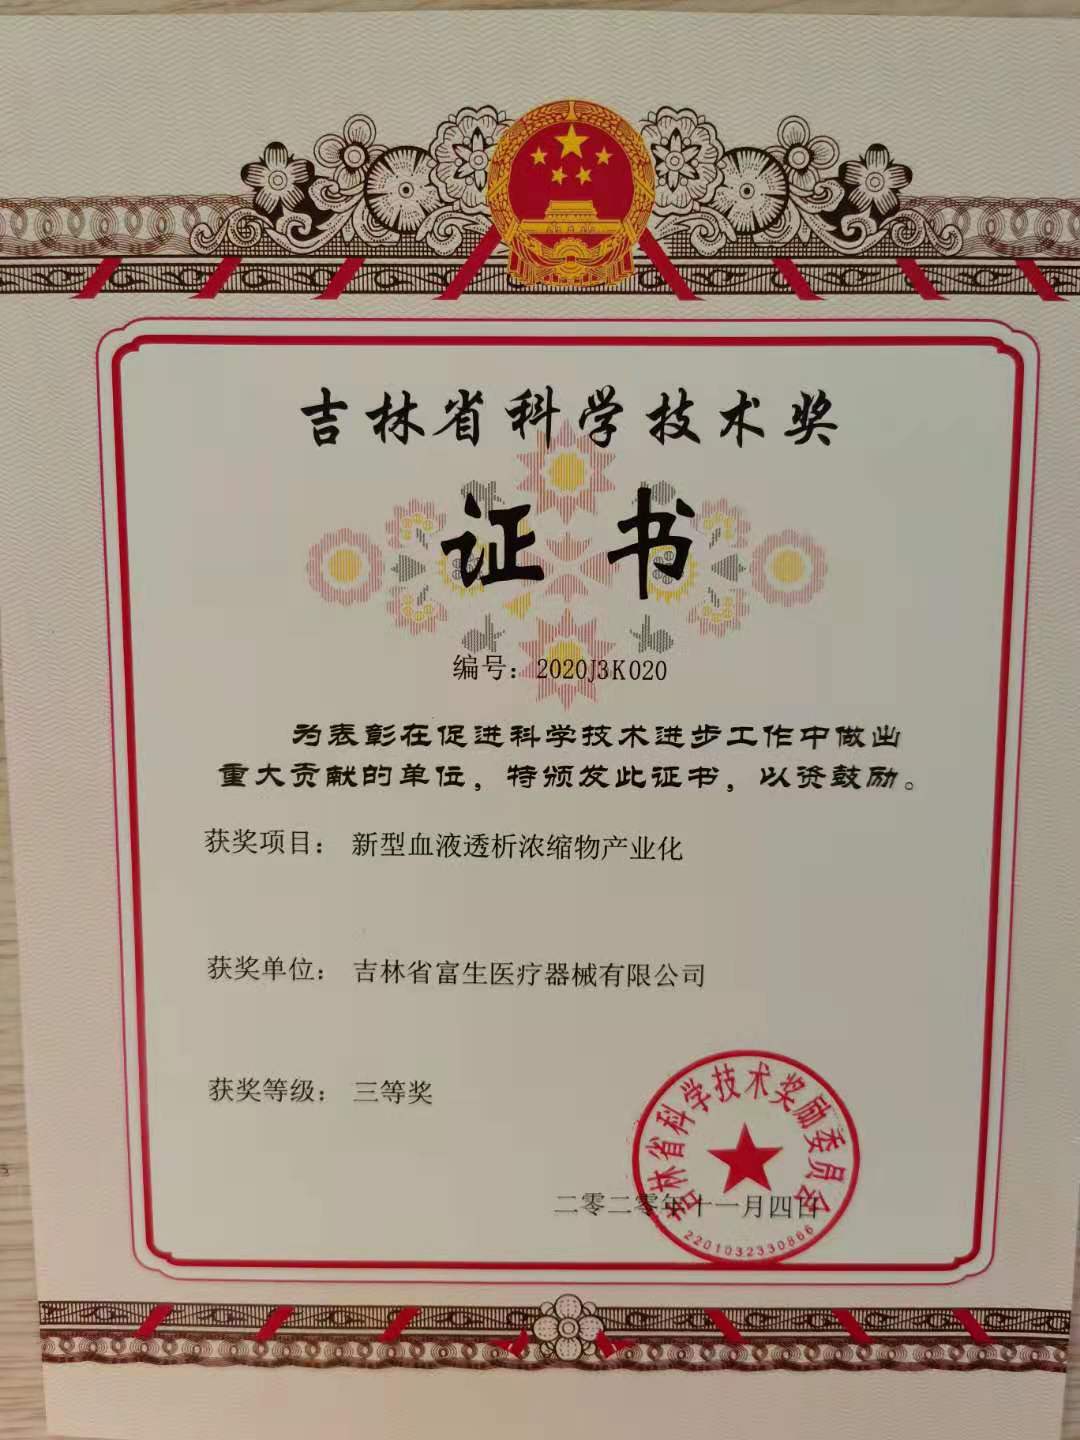 吉林省科学技术奖
证书
编号：2020J3K020
为表彰在促进科学技术进步工作中做出
重大贡献的单位，特颁发此证书，以资鼓励。
获奖项目：新型血液透析浓缩物产业化
获奖单位：吉林省富生医疗器械有限公司
获奖等级：三等奖
吉林省科学技术奖励委员会
二零二零年十一月四日
2201032330866